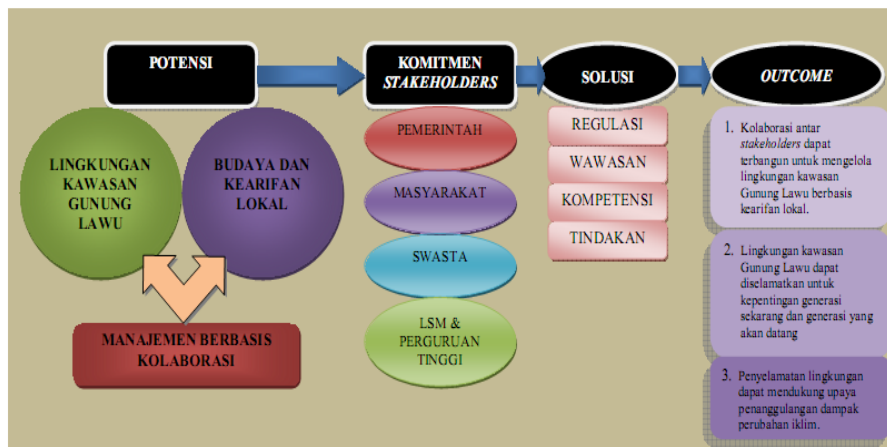 POTENSI
LINGKUNGAN
KAWASAN
GUNUNG
LAWU
BUDAYA DAN
KEARIFAN
LOKAL
MANAJEMEN BERBASIS
KOLABORASI
KOMITMEN
STAKEHOLDERS
PEMERINTAH
MASYARAKAT
SWASTA
LSM &
PERGURUAN
TINGGI
SOLUSI
REGULASI
WAWASAN
KOMPETENSI
TINDAKAN
OUTCOME
1. Kolaborasi antar
stakeholders dapat
terbangun untuk mengelola
lingkungan kawasan
Gunung Lawu berbasis
kearifan lokal.
2. Lingkungan kawasan
Gunung Lawu dapat
diselamatkan untuk
kepentingan generasi
sekarang dan generasi yang
akan datang
3. Penyelamatan lingkungan
dapat mendukung upaya
penanggulangan dampak
perubahan iklim.